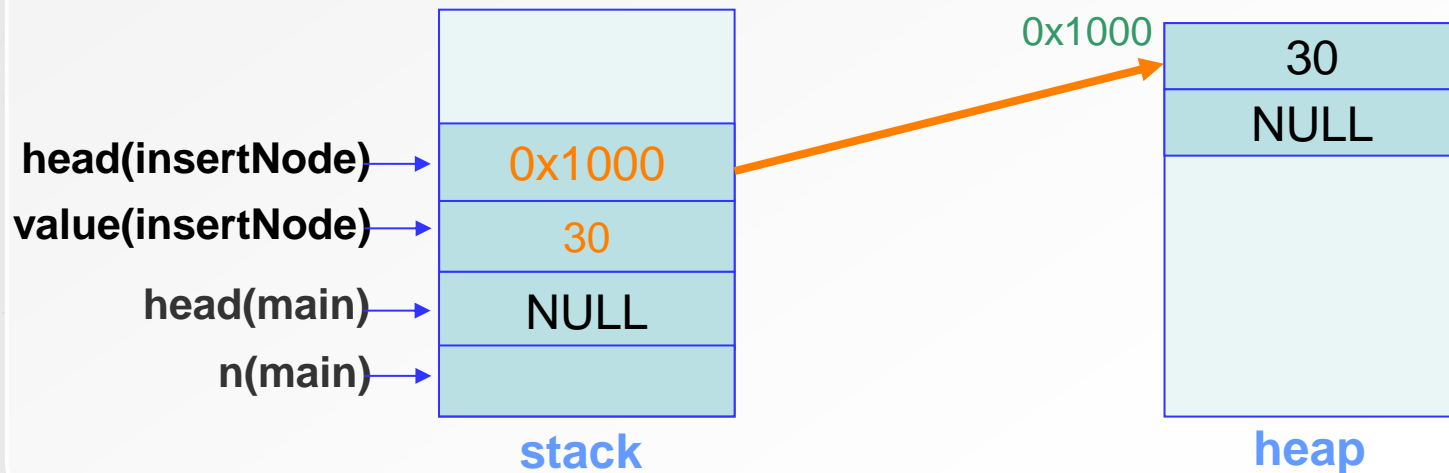 0x1000
30
NULL
head(insertNode)
0x1000
value(insertNode)
30
head(main)
NULL
n(main)
stack
heap